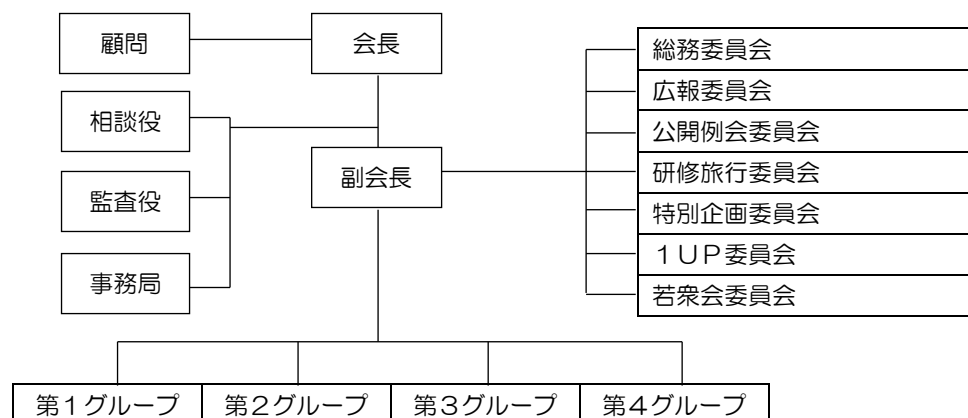 顧問
会長
相談役
監査役
事務局
副会長
総務委員会
広報委員会
公開例会委員会
研修旅行委員会
特別企画委員会
１ＵＰ委員会
若衆会委員会
第１グループ
第２グループ
第３グループ
第４グループ